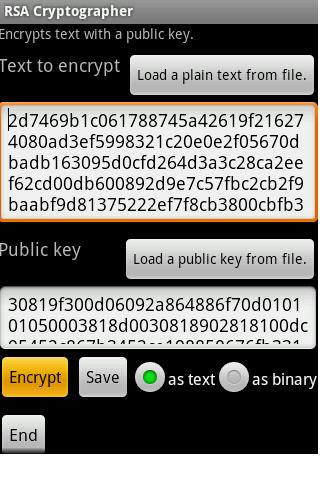 RSA Cryptographer
Encrypts text with a public key.
Text to encrypt
Load a plain text from file.
2d7469b1c061788745a42619f21627
4080ad3ef5998321c20e0e2f05670d
badb163095d0cfd264d3a3c28ca2ee
f62cd00db600892d9e7c57fbc2cb2f9
baabf9d81375222ef7f8cb3800cbfb3
Public key
Load a public key from file.
30819f300d06092a864886f70d0101
01050003818d0030818902818100dc
Encrypt Save as text as binary
End